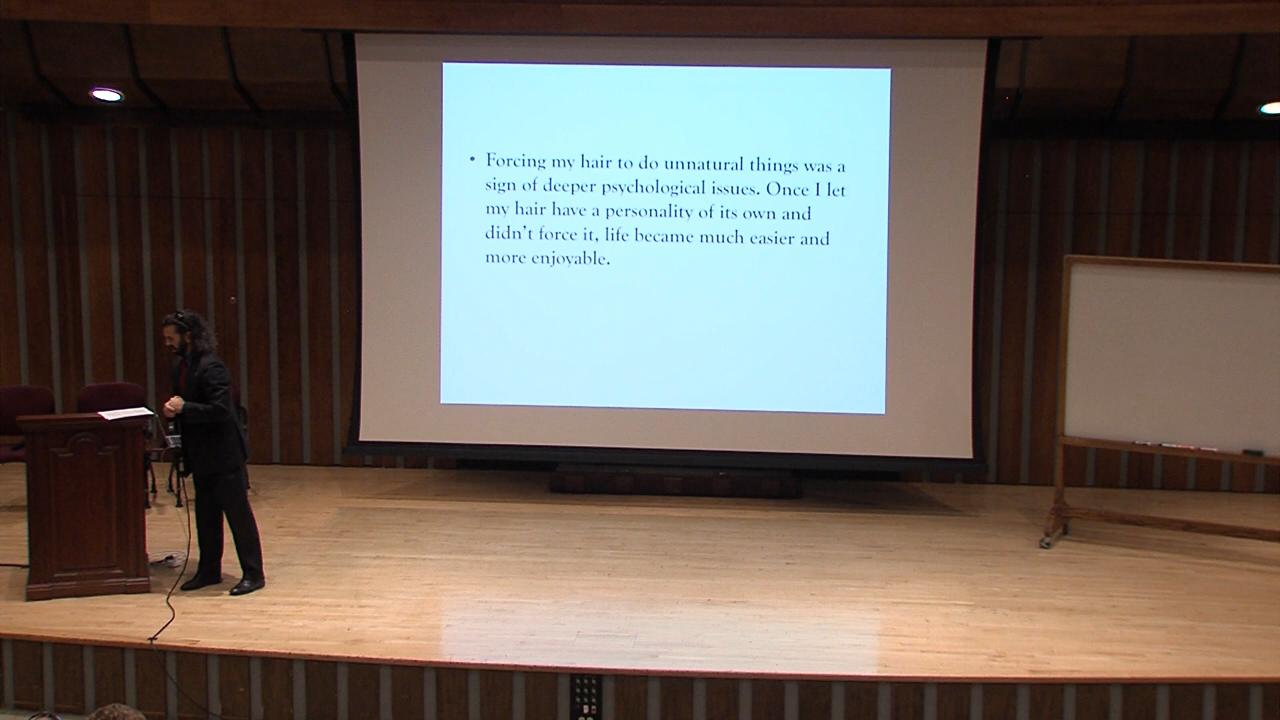 • Forcing my hair to do unnatural things was a
sign of deeper psychological issues. Once I let
my hair have a personality of its own and
didn't force it, life became much easier and
more enjoyable.